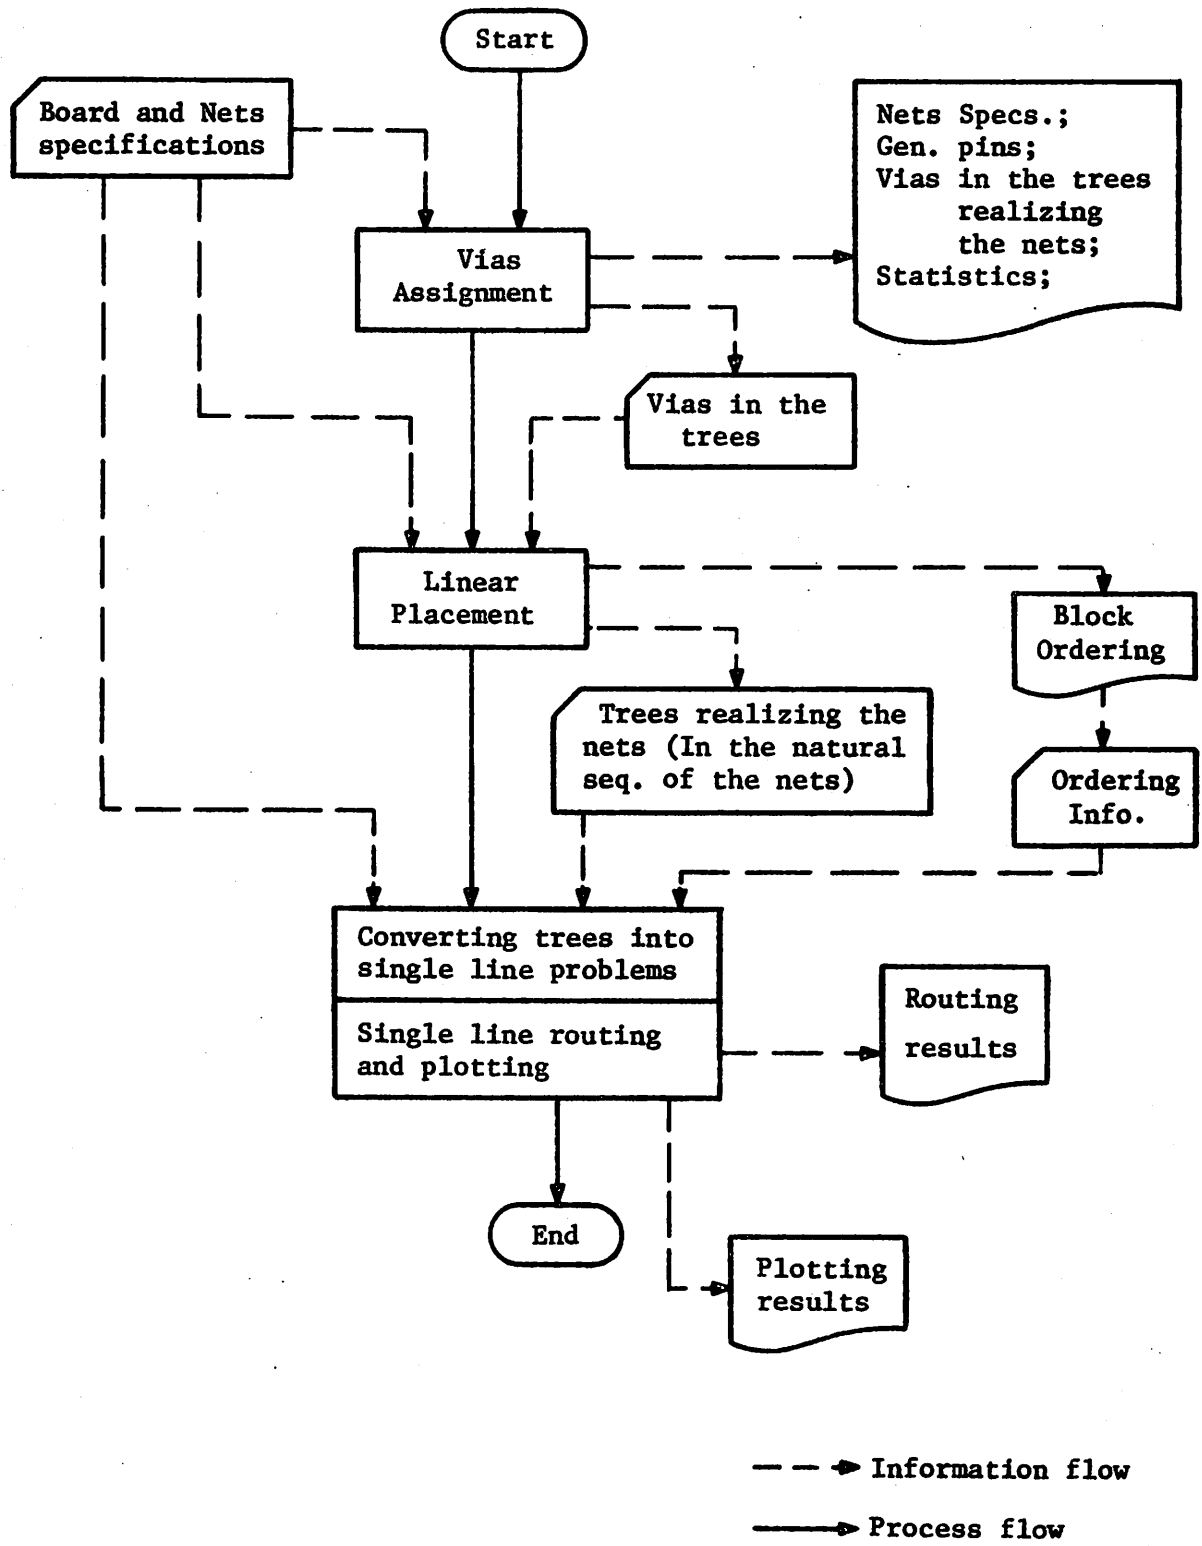 Start
Board and Nets
specifications
Nets Specs.;
Gen. pins;
Vias in the trees
realizing
the nets;
Statistics;
Vias
Assignment
Vias in the
trees
Linear
Placement
Block
Ordering
Trees realizing the
nets (In the natural
seq. of the nets)
Ordering
Info.
Converting trees into
single line problems
Single line routing
and plotting
Routing
results
End
Plotting
results
Information flow
Process flow